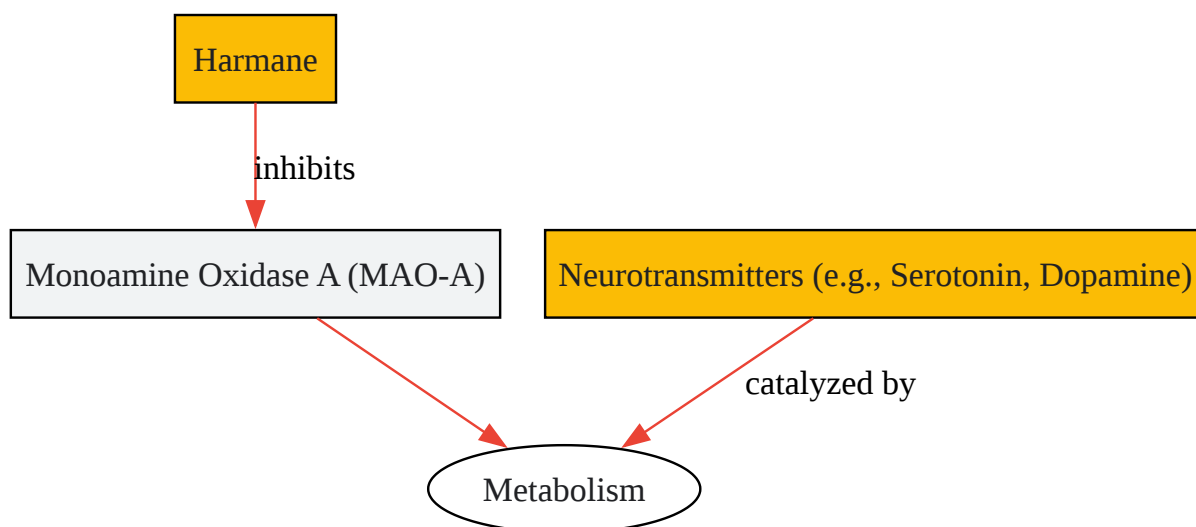 Harmane
inhibits
Monoamine Oxidase A (MAO-A)
Neurotransmitters (e.g., Serotonin, Dopamine)
catalyzed by
Metabolism